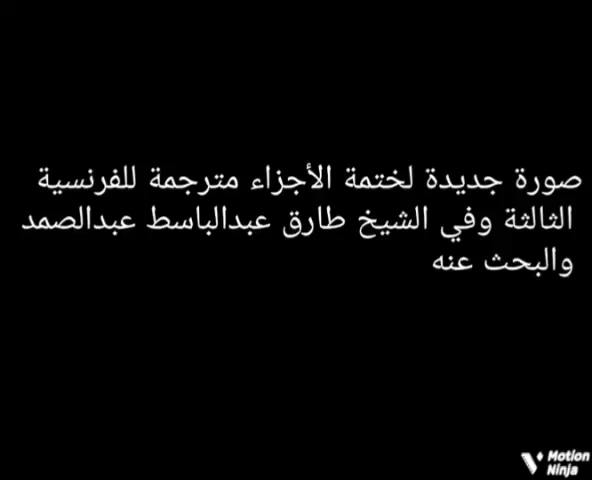 صورة جديدة لختمة الأجزاء مترجمة للفرنسية
الثالثة وفي الشيخ طارق عبدالباسط عبدالصمد
والبحث عنه
Motion
Ninja